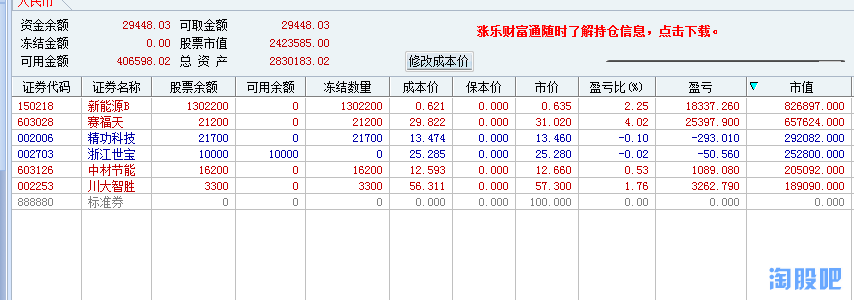 人民币
资金余额 29448.03 可取金额 29448.03
涨乐财富通随时了解持仓信息，点击下载。
冻结金额 0.00 股票市值 2423585.00
可用金额 406598.02 总 资 产 2830183.02 修改成本价
证券代码 证券名称 股票余额 可用余额 冻结数量 成本价 保本价 市价 盈亏比(%) 盈亏 市值
150218 新能源B 1302200 0 1302200 0.621 0.000 0.635 2.25 18337.260 826897.000
603028 赛福天 21200 0 21200 29.822 0.000 31.020 4.02 25397.900 657624.000
002006 精功科技 21700 0 21700 13.474 0.000 13.460 -0.10 -293.010 292082.000
002703 浙江世宝 10000 10000 0 25.285 0.000 25.280 -0.02 -50.560 252800.000
603126 中材节能 16200 0 16200 12.593 0.000 12.660 0.53 1089.080 205092.000
002253 川大智胜 3300 0 3300 56.311 0.000 57.300 1.76 3262.790 189090.000
888880 标准券 0 0 0 0.000 0.000 100.000 0.00 0.000 0.000
淘股吧